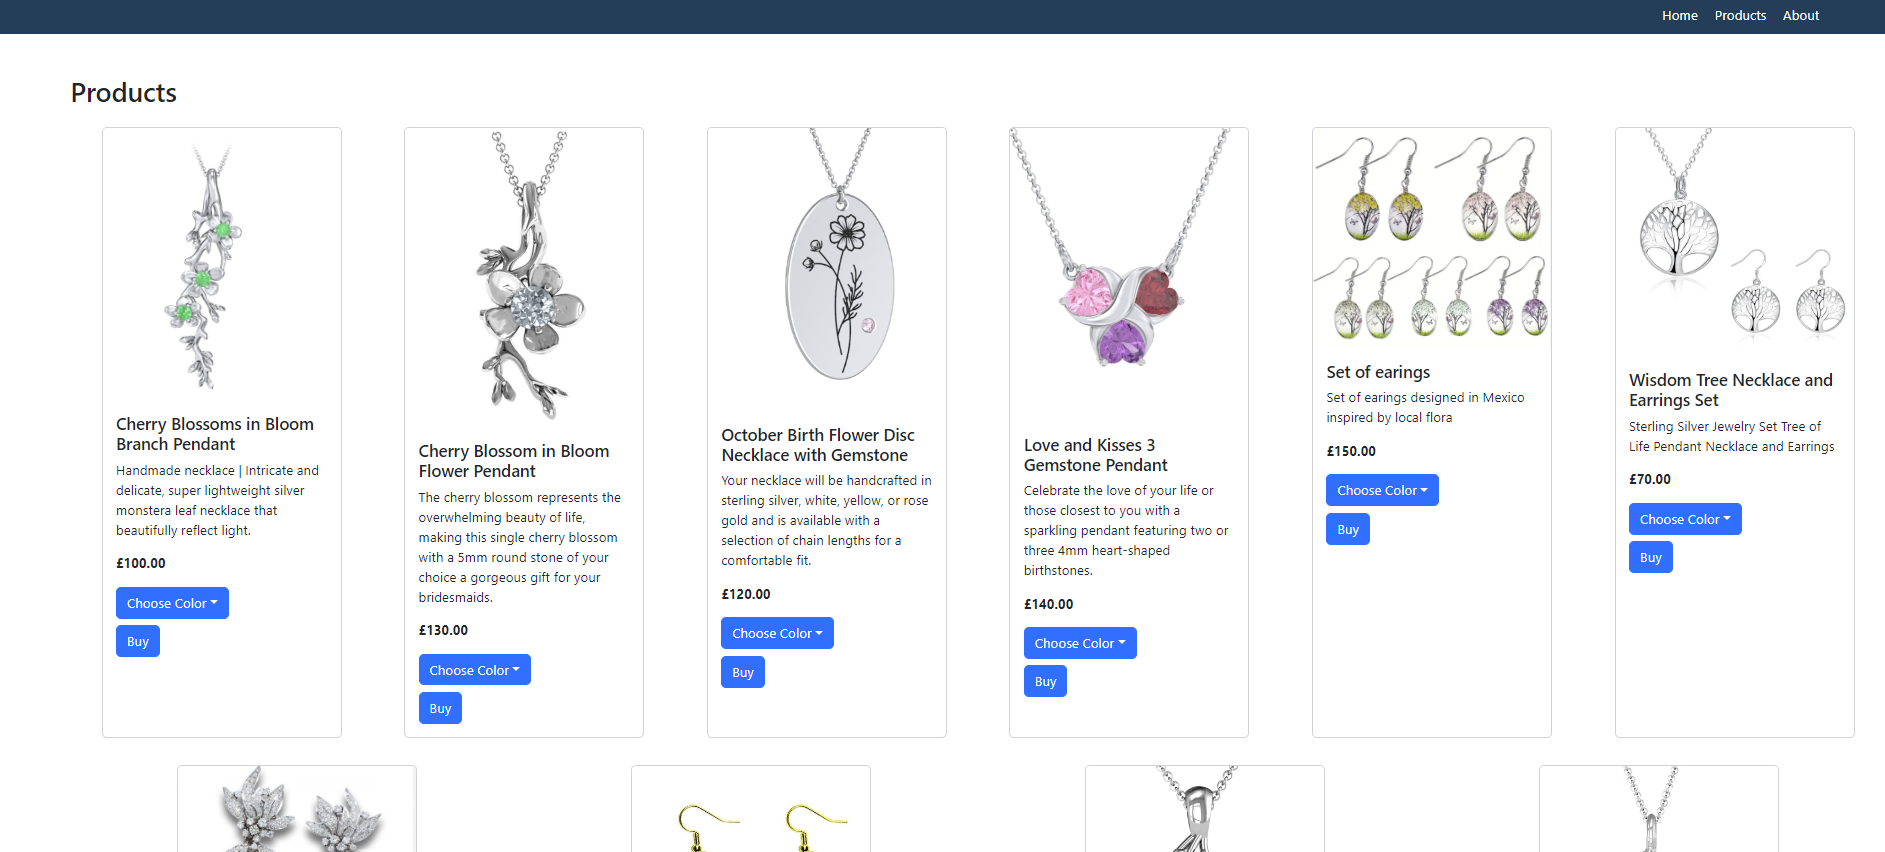 Home Products About
Products
Cherry Blossoms in Bloom
Branch Pendant
Handmade necklace | Intricate and
delicate, super lightweight silver
monstera leaf necklace that
beautifully reflect light.
£100.00
Choose Color
Buy
Cherry Blossom in Bloom
Flower Pendant
The cherry blossom represents the
overwhelming beauty of life,
making this single cherry blossom
with a 5mm round stone of your
choice a gorgeous gift for your
bridesmaids.
£130.00
Choose Color
Buy
October Birth Flower Disc
Necklace with Gemstone
Your necklace will be handcrafted in
sterling silver, white, yellow, or rose
gold and is available with a
selection of chain lengths for a
comfortable fit.
£120.00
Choose Color
Buy
Love and Kisses 3
Gemstone Pendant
Celebrate the love of your life or
those closest to you with a
sparkling pendant featuring two or
three 4mm heart-shaped
birthstones.
£140.00
Choose Color
Buy
Set of earings
Set of earings designed in Mexico
inspired by local flora
£150.00
Choose Color
Buy
Wisdom Tree Necklace and
Earrings Set
Sterling Silver Jewelry Set Tree of
Life Pendant Necklace and Earrings
£70.00
Choose Color
Buy